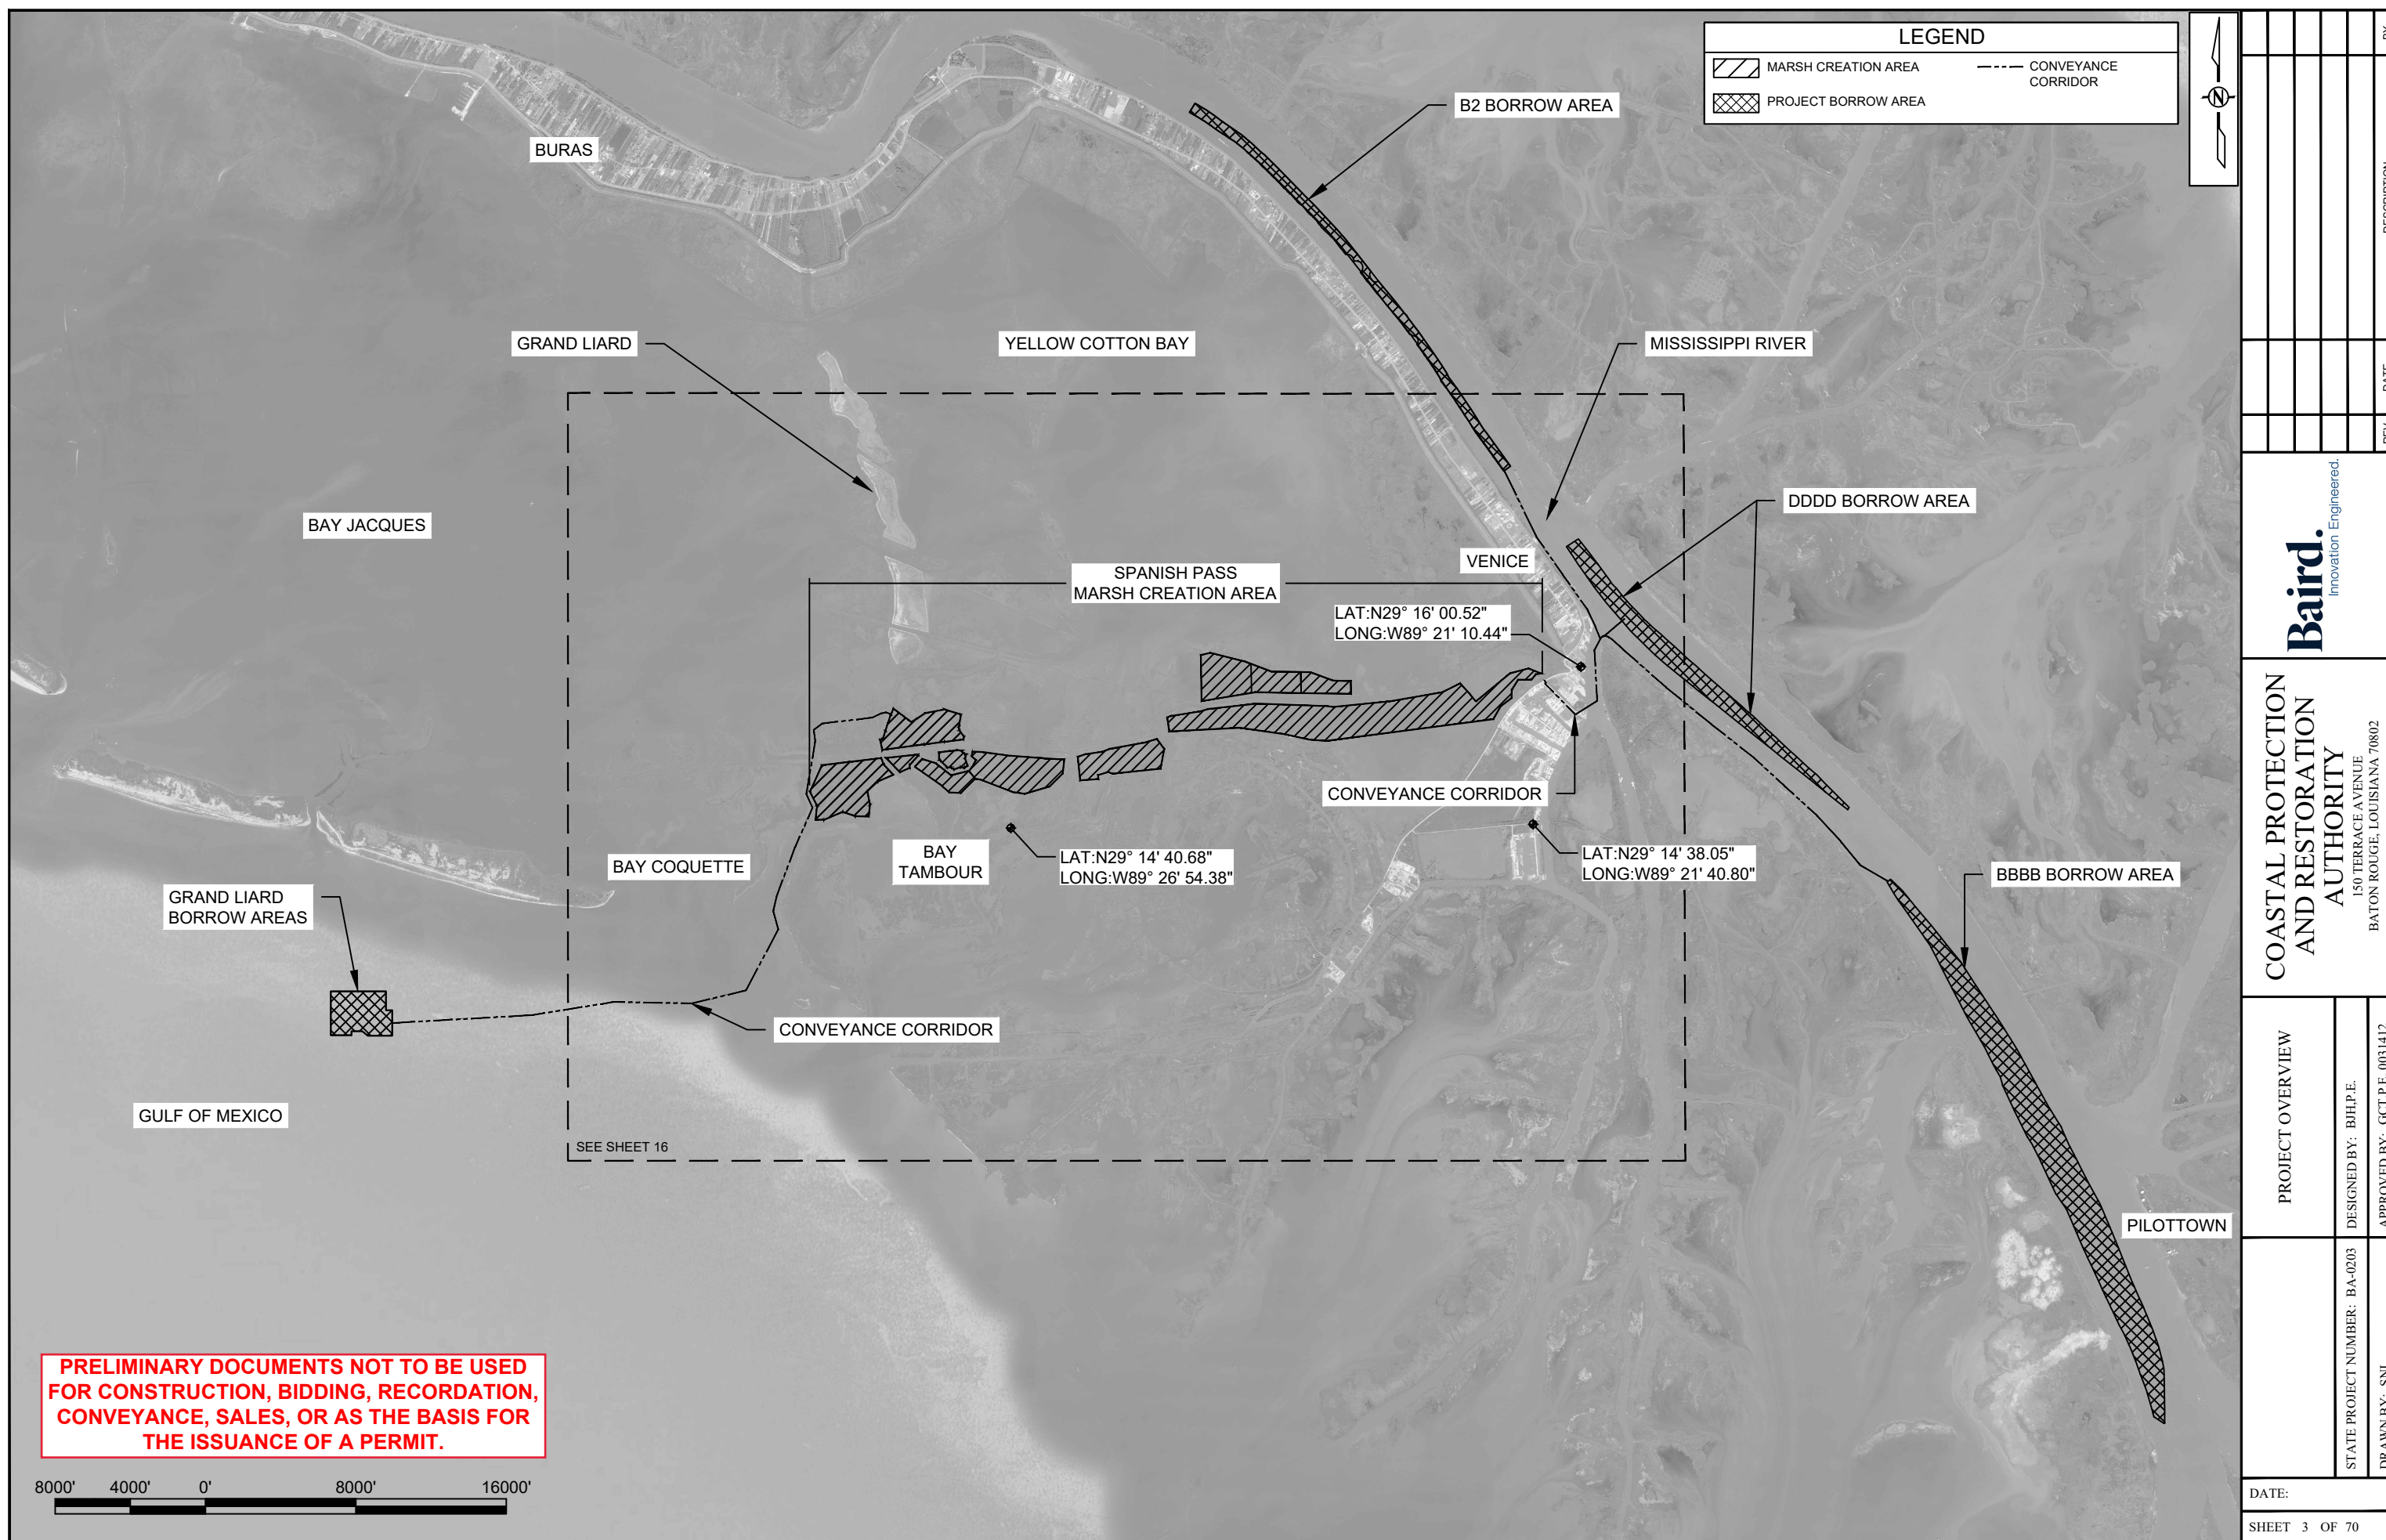 LEGEND
MARSH CREATION AREA
PROJECT BORROW AREA
CONVEYANCE
CORRIDOR
N
B2 BORROW AREA
BURAS
GRAND LIARD
YELLOW COTTON BAY
MISSISSIPPI RIVER
BAY JACQUES
DDDD BORROW AREA
VENICE
SPANISH PASS
MARSH CREATION AREA
LAT:N29° 16' 00.52"
LONG:W89° 21' 10.44"
CONVEYANCE CORRIDOR
BAY COQUETTE
BAY
TAMBOUR
LAT:N29° 14' 40.68"
LONG:W89° 26' 54.38"
LAT:N29° 14' 38.05"
LONG:W89° 21' 40.80"
BBBB BORROW AREA
GRAND LIARD
BORROW AREAS
CONVEYANCE CORRIDOR
GULF OF MEXICO
SEE SHEET 16
PILOTTOWN
PRELIMINARY DOCUMENTS NOT TO BE USED
FOR CONSTRUCTION, BIDDING, RECORDATION,
CONVEYANCE, SALES, OR AS THE BASIS FOR
THE ISSUANCE OF A PERMIT.
8000' 4000' 0' 8000' 16000'
Baird.
Innovation Engineered.
COASTAL PROTECTION
AND RESTORATION
AUTHORITY
150 TERRACE AVENUE
BATON ROUGE, LOUISIANA 70802
PROJECT OVERVIEW
STATE PROJECT NUMBER: BA-0203
DESIGNED BY: BJH,P.E.
APPROVED BY: GCT P.E. 0031412
DATE:
SHEET 3 OF 70